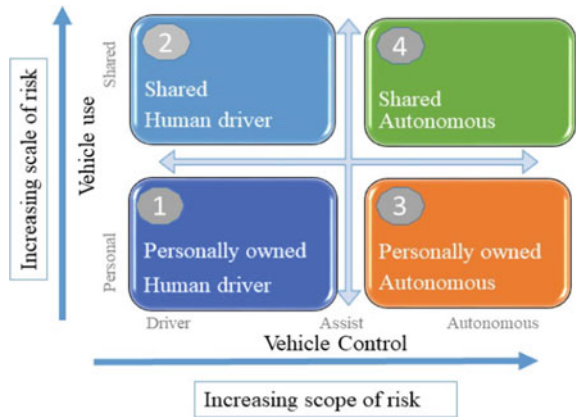 Increasing scale of risk
Vehicle use
Shared
Personal
2
Shared
Human driver
4
Shared
Autonomous
1
Personally owned
Human driver
3
Personally owned
Autonomous
Driver
Assist
Autonomous
Vehicle Control
Increasing scope of risk